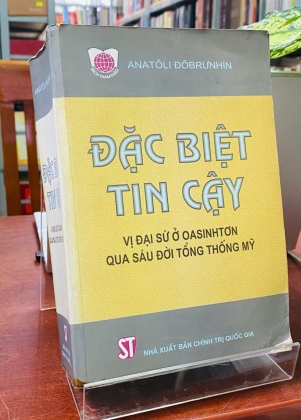 ANATÔLI ĐÔBRƯNHIN
ĐẶC BIỆT
TIN CẬY
VỊ ĐẠI SỨ Ở OASINHTƠN
QUA SÁU ĐỜI TỔNG THỐNG MỸ
ST NHÀ XUẤT BẢN CHÍNH TRỊ QUỐC GIA